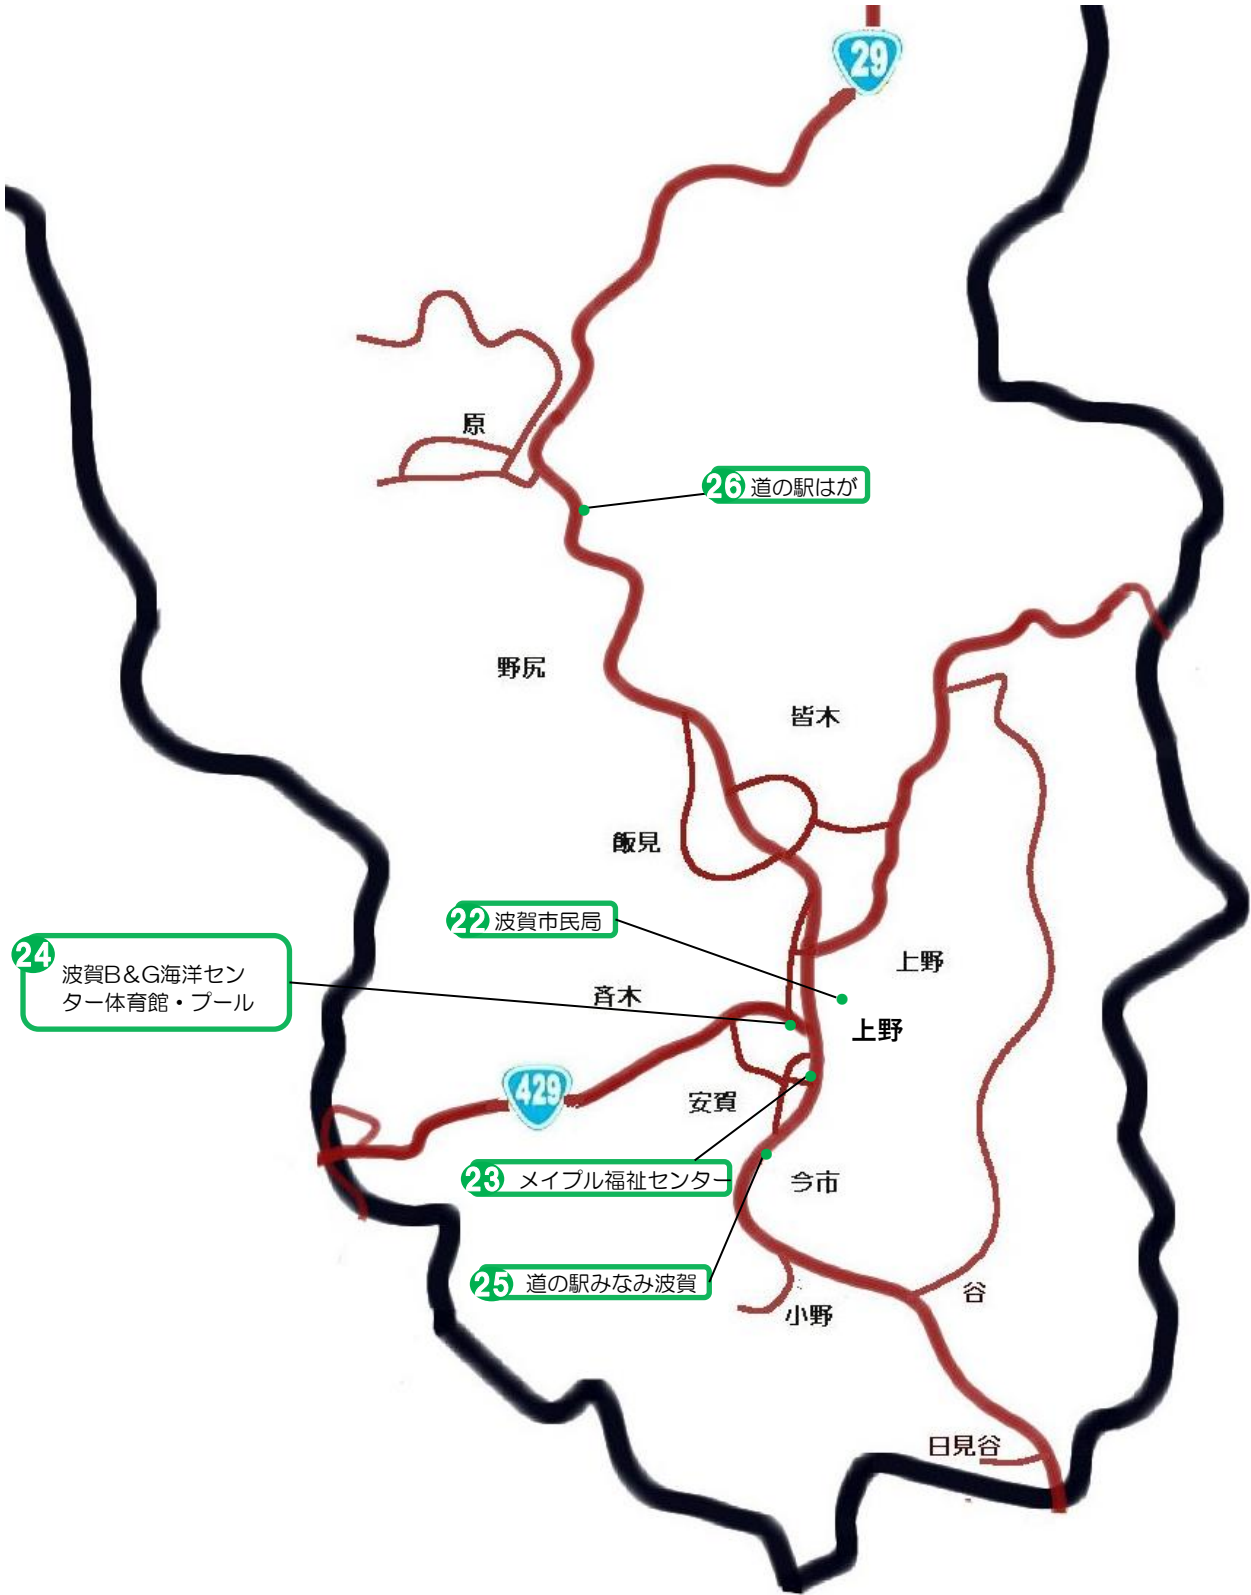 29
原
26 道の駅はが
野尻
皆木
飯見
22 波賀市民局
24
波賀B&G海洋セン
ター体育館・プール
上野
斉木
上野
429
安賀
23 メイプル福祉センター
今市
25 道の駅みなみ波賀
谷
小野
日見谷